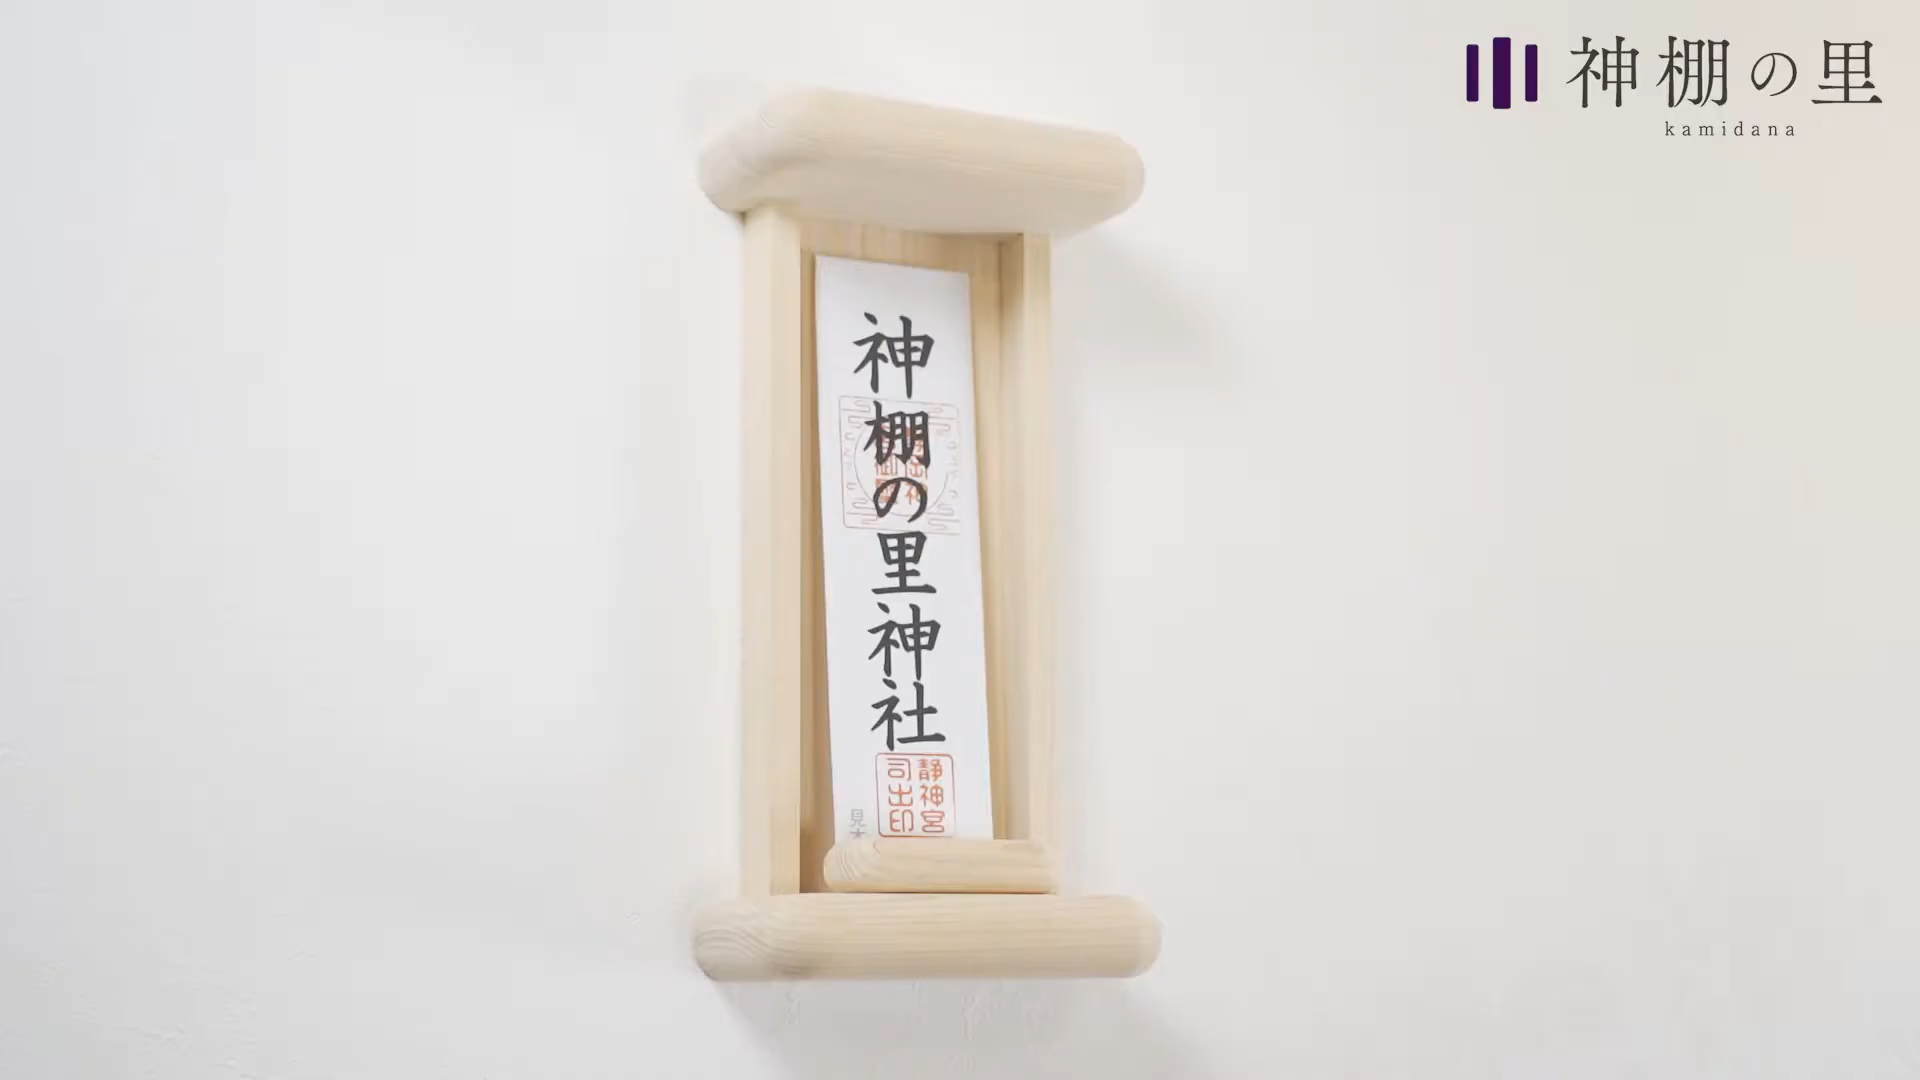 神棚の里
kamidana
神棚の里神社
静神宮
司出印